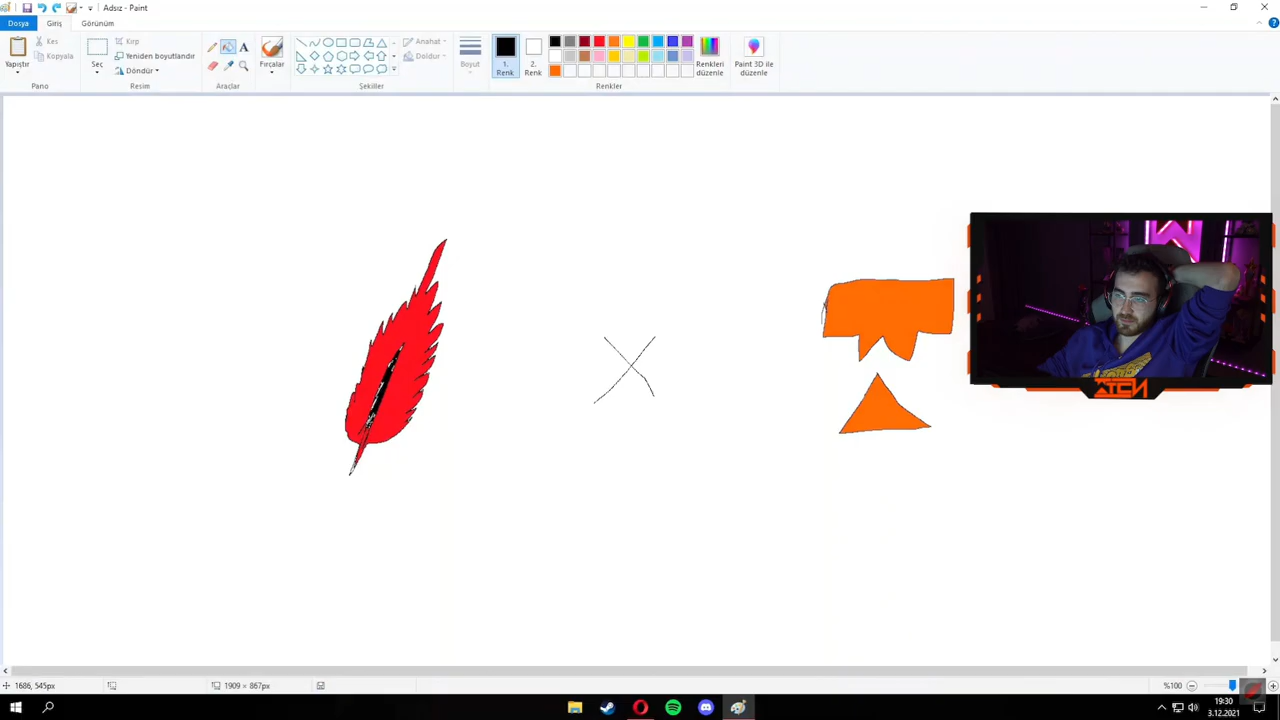 Adsız - Paint
Dosya
Giriş
Görünüm
Yapıştır
Kes
Kopyala
Pano
Seç
Kırp
Yeniden boyutlandır
Döndür
Resim
A
Araçlar
Fırçalar
Şekiller
Anahat
Doldur
Boyut
1.
Renk
2.
Renk
Renkler
Renkleri
düzenle
Paint 3D ile
düzenle
1686, 545px
1909 × 867px
%100
19:30
3.12.2021